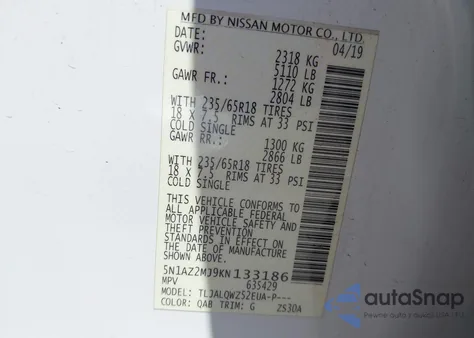 MFD BY NISSAN MOTOR CO., LTD.
DATE: 04/19
GVWR: 2318 KG
5110 LB
GAWR FR.: 1272 KG
2804 LB
WITH 235/65R18 TIRES
18 X 7.5 RIMS AT 33 PSI
COLD SINGLE
GAWR RR.: 1300 KG
2866 LB
WITH 235/65R18 TIRES
18 X 7.5 RIMS AT 33 PSI
COLD SINGLE
THIS VEHICLE CONFORMS TO
ALL APPLICABLE FEDERAL
MOTOR VEHICLE SAFETY AND
THEFT PREVENTION
STANDARDS IN EFFECT ON
THE DATE OF MANUFACTURE
SHOWN ABOVE.
5N1AZ2MJ9KN133186
MPV 635429
MODEL: TLJALQWZS2EUA-P---
COLOR: QAB TRIM: G ZS3DA
autoSnap